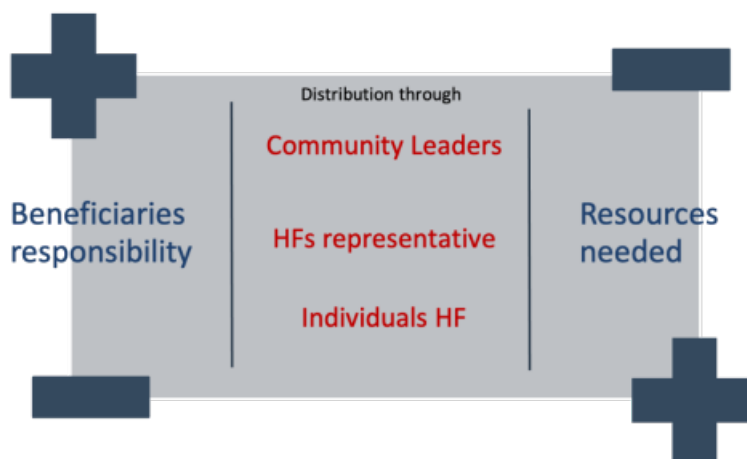 Distribution through
Community Leaders
Beneficiaries
responsibility
HFs representative
Individuals HF
Resources
needed